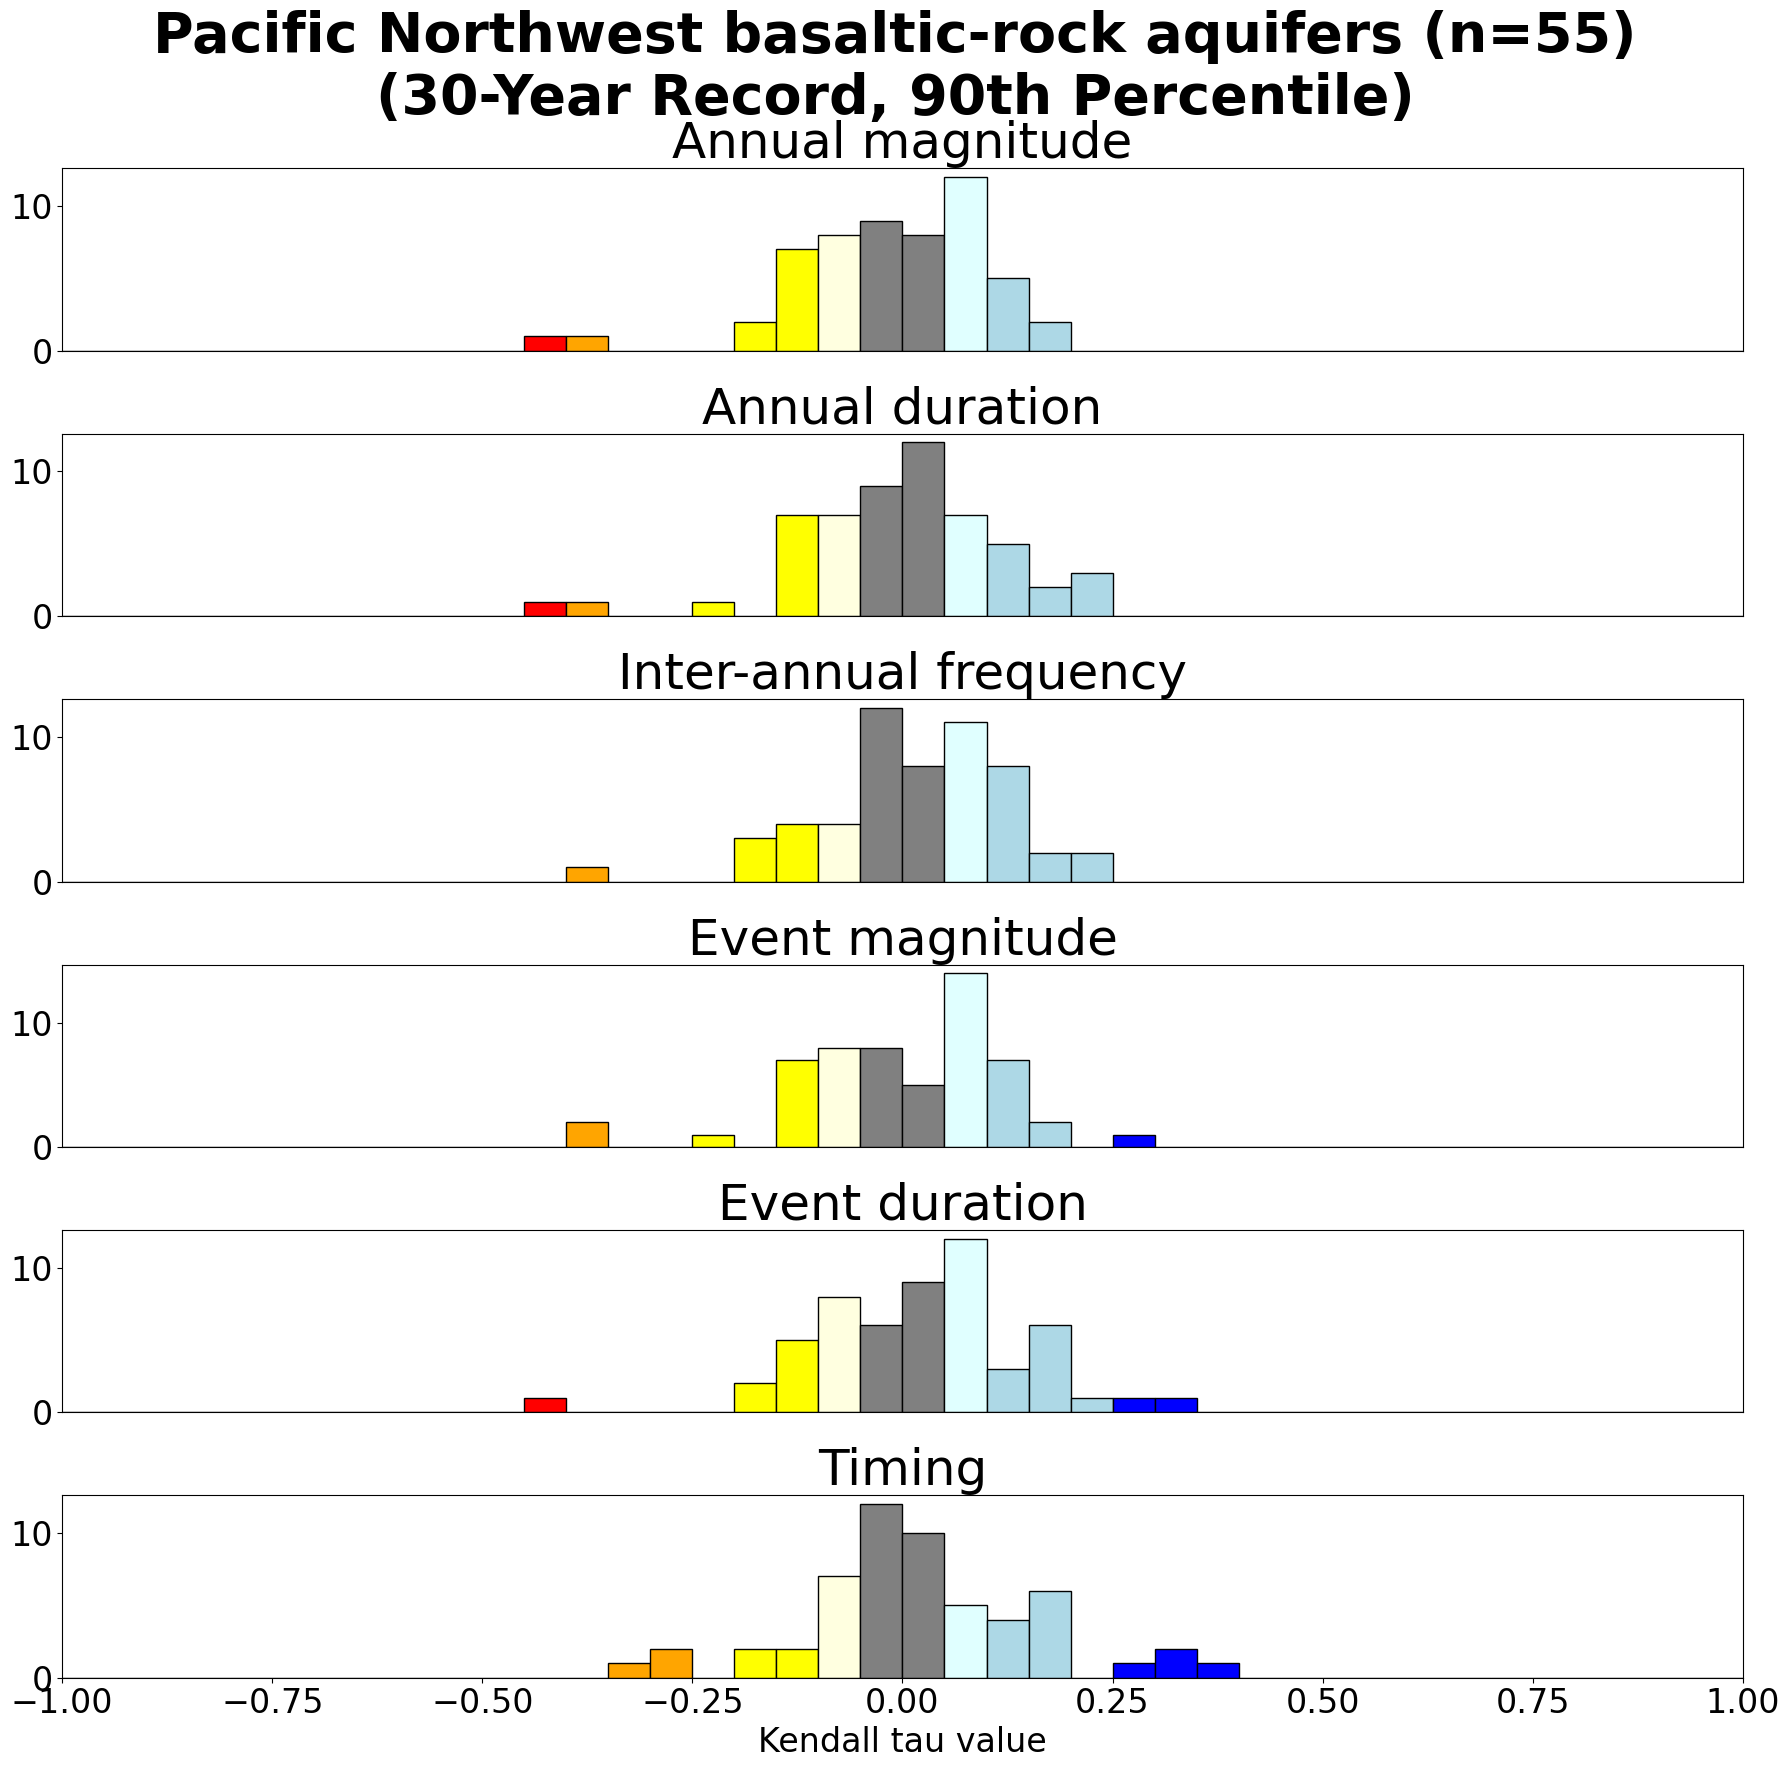 Pacific Northwest basaltic-rock aquifers (n=55)
(30-Year Record, 90th Percentile)
Annual magnitude
10
0
Annual duration
10
0
Inter-annual frequency
10
0
Event magnitude
10
0
Event duration
10
0
Timing
10
0
−1.00 −0.75 −0.50 −0.25 0.00 0.25 0.50 0.75 1.00
Kendall tau value